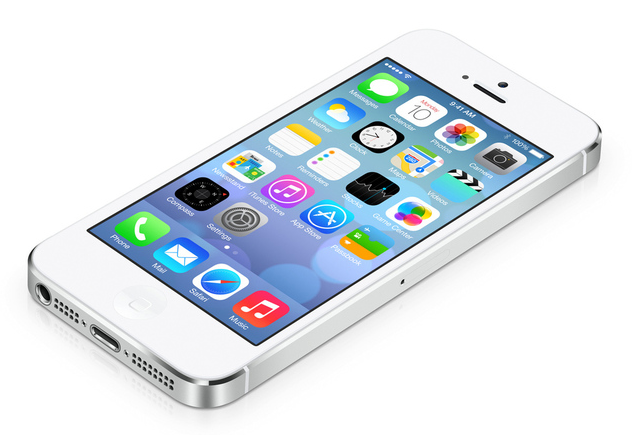 9:41 AM
100%
Messages
Calendar
Monday
10
Photos
Camera
Weather
Clock
Maps
Videos
Notes
Reminders
Stocks
Game Center
Newsstand
iTunes Store
App Store
Passbook
Compass
Settings
Phone
Mail
Safari
Music